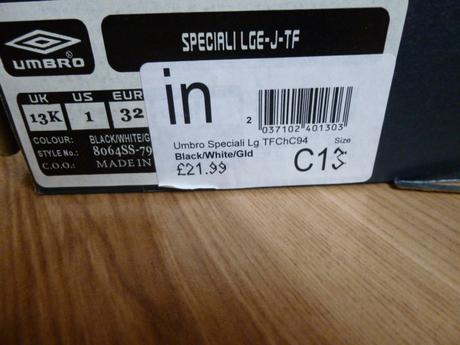 SPECIALI LGE-J-TF
UMBRO
UK US EUR
13K 1 32
COLOUR: BLACK/WHITE/G
STYLE No.: 8064SS-79
C.O.O.: MADE IN
in
2 037102 401303
Umbro Speciali Lg TFChC94 Size
Black/White/Gld
£21.99
C13